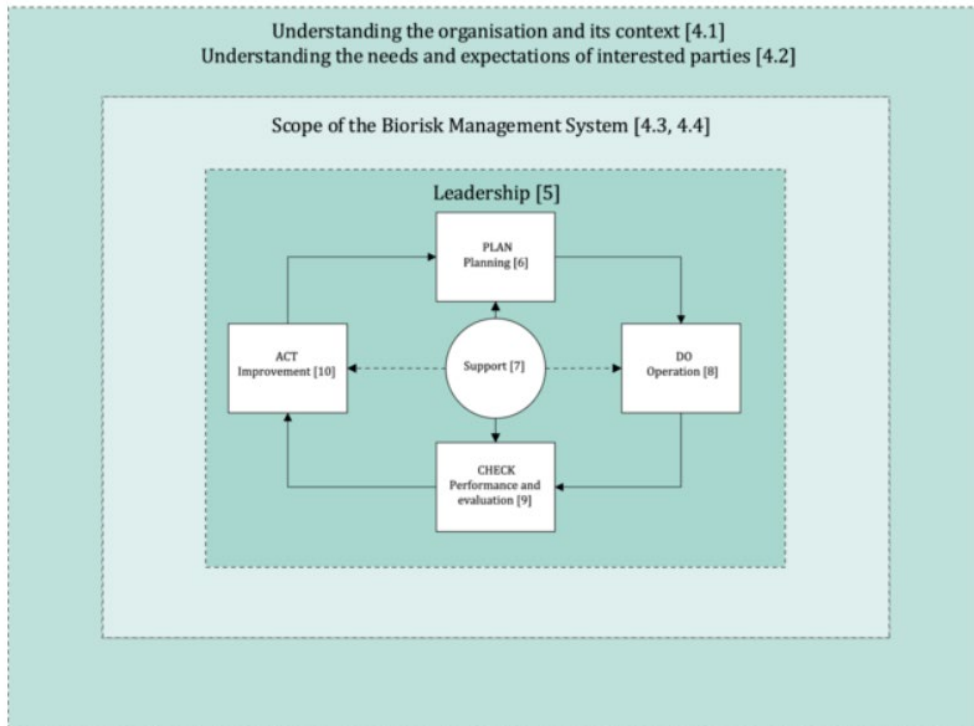 Understanding the organisation and its context [4.1]
Understanding the needs and expectations of interested parties [4.2]
Scope of the Biorisk Management System [4.3, 4.4]
Leadership [5]
PLAN
Planning [6]
ACT
Improvement [10]
Support [7]
DO
Operation [8]
CHECK
Performance and
evaluation [9]